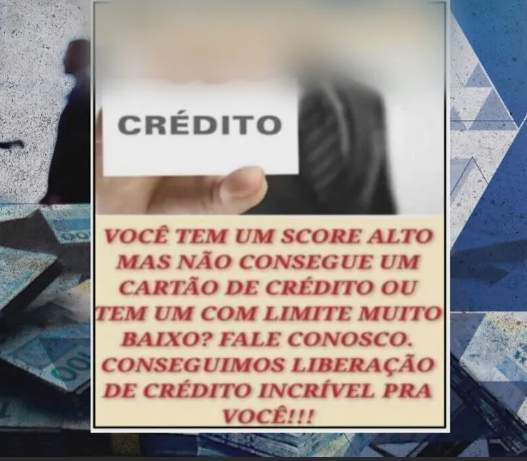 CRÉDITO
VOCÊ TEM UM SCORE ALTO
MAS NÃO CONSEGUE UM
CARTÃO DE CRÉDITO OU
TEM UM COM LIMITE MUITO
BAIXO? FALE CONOSCO.
CONSEGUIMOS LIBERAÇÃO
DE CRÉDITO INCRÍVEL PRA
VOCÊ!!!
100